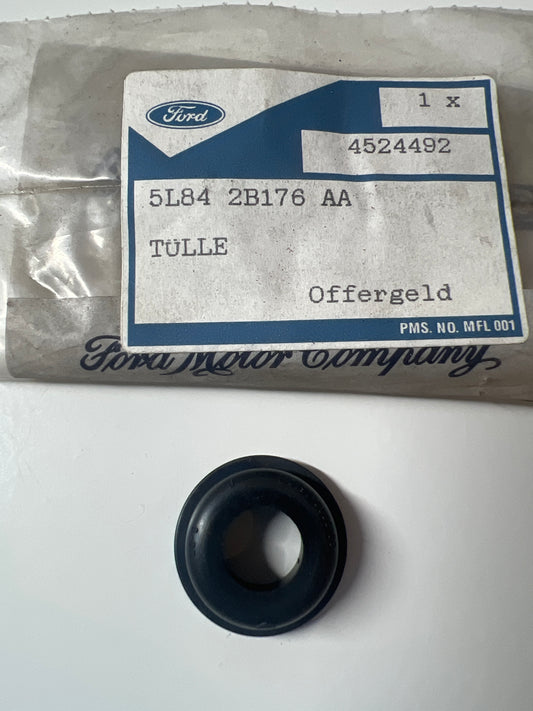 Ford
1 x
4524492
5L84 2B176 AA
TÜLLE
Offergeld
PMS. NO. MFL 001
Ford Motor Company